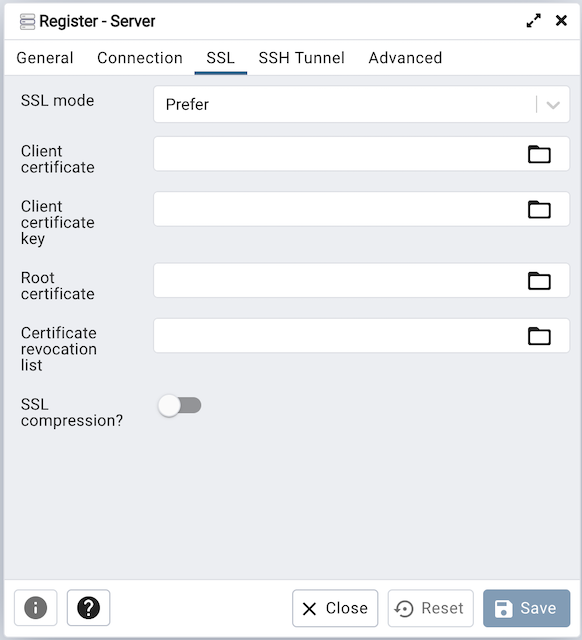 Register - Server
General Connection SSL SSH Tunnel Advanced
SSL mode
Prefer
Client
certificate
Client
certificate
key
Root
certificate
Certificate
revocation
list
SSL
compression?
Close Reset Save